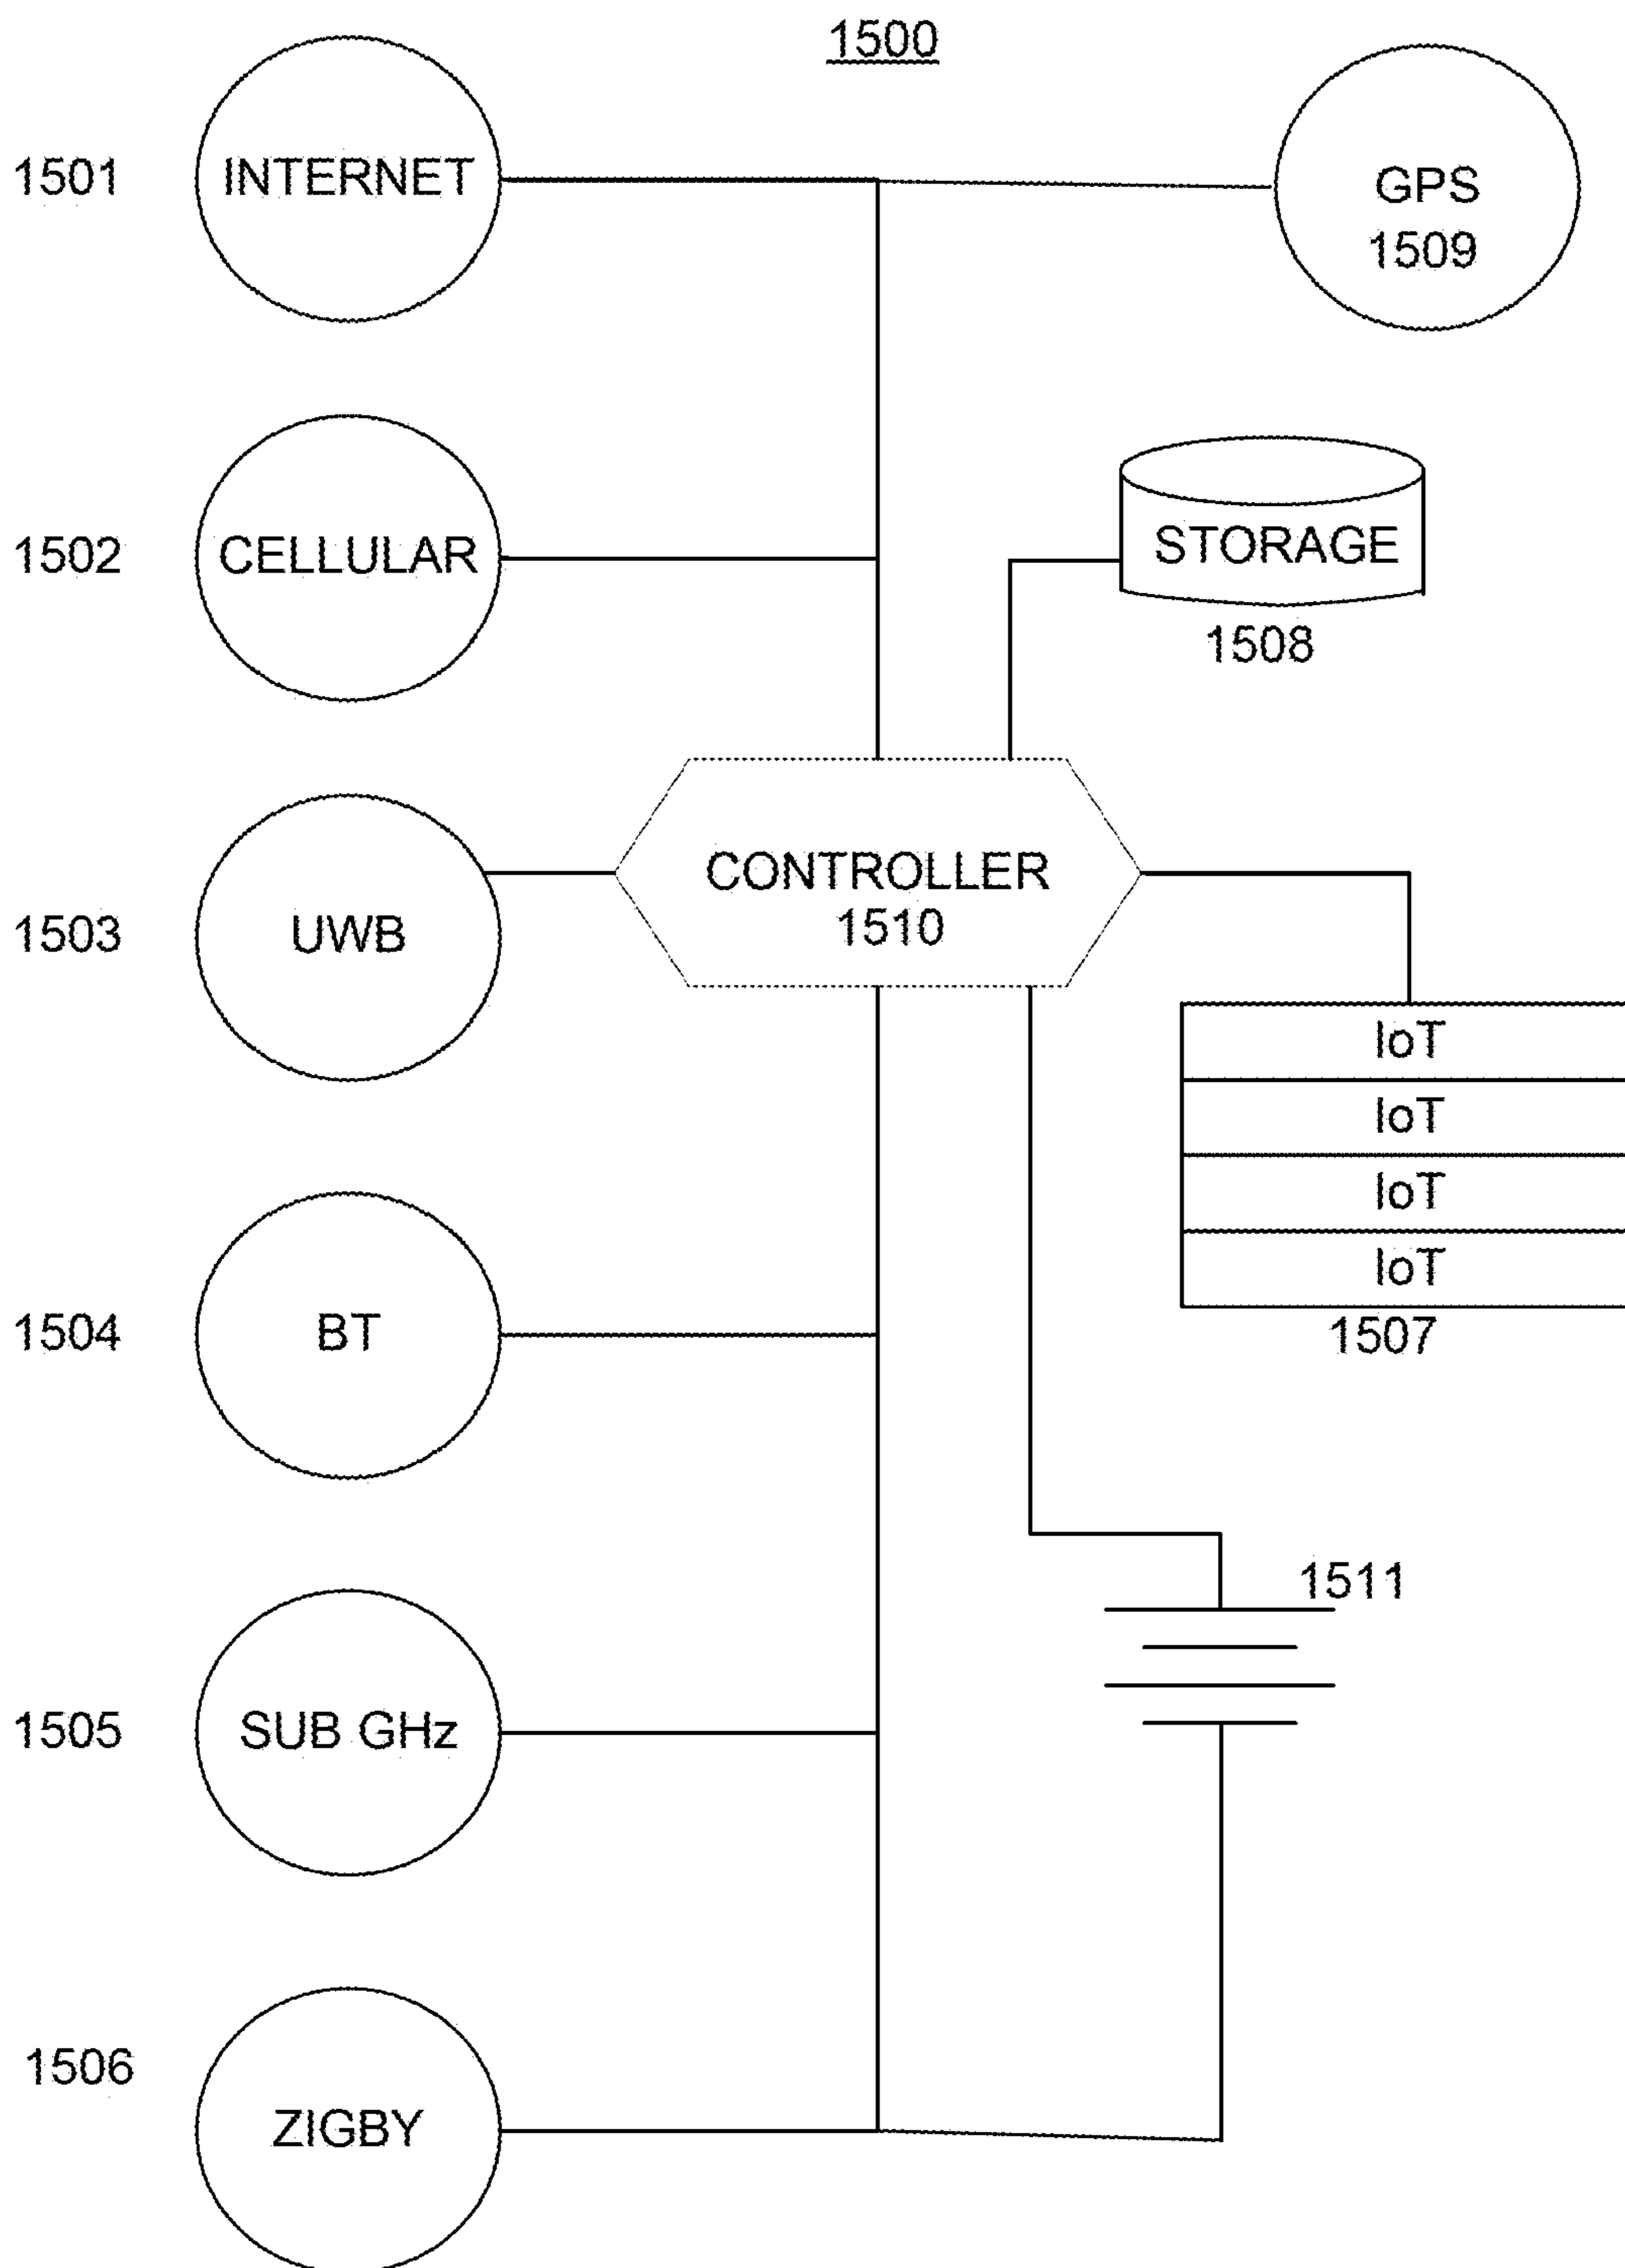 1500
1501
INTERNET
GPS
1509
1502
CELLULAR
STORAGE
1508
1503
UWB
CONTROLLER
1510
IoT
IoT
IoT
IoT
1507
1504
BT
1511
1505
SUB GHz
1506
ZIGBY